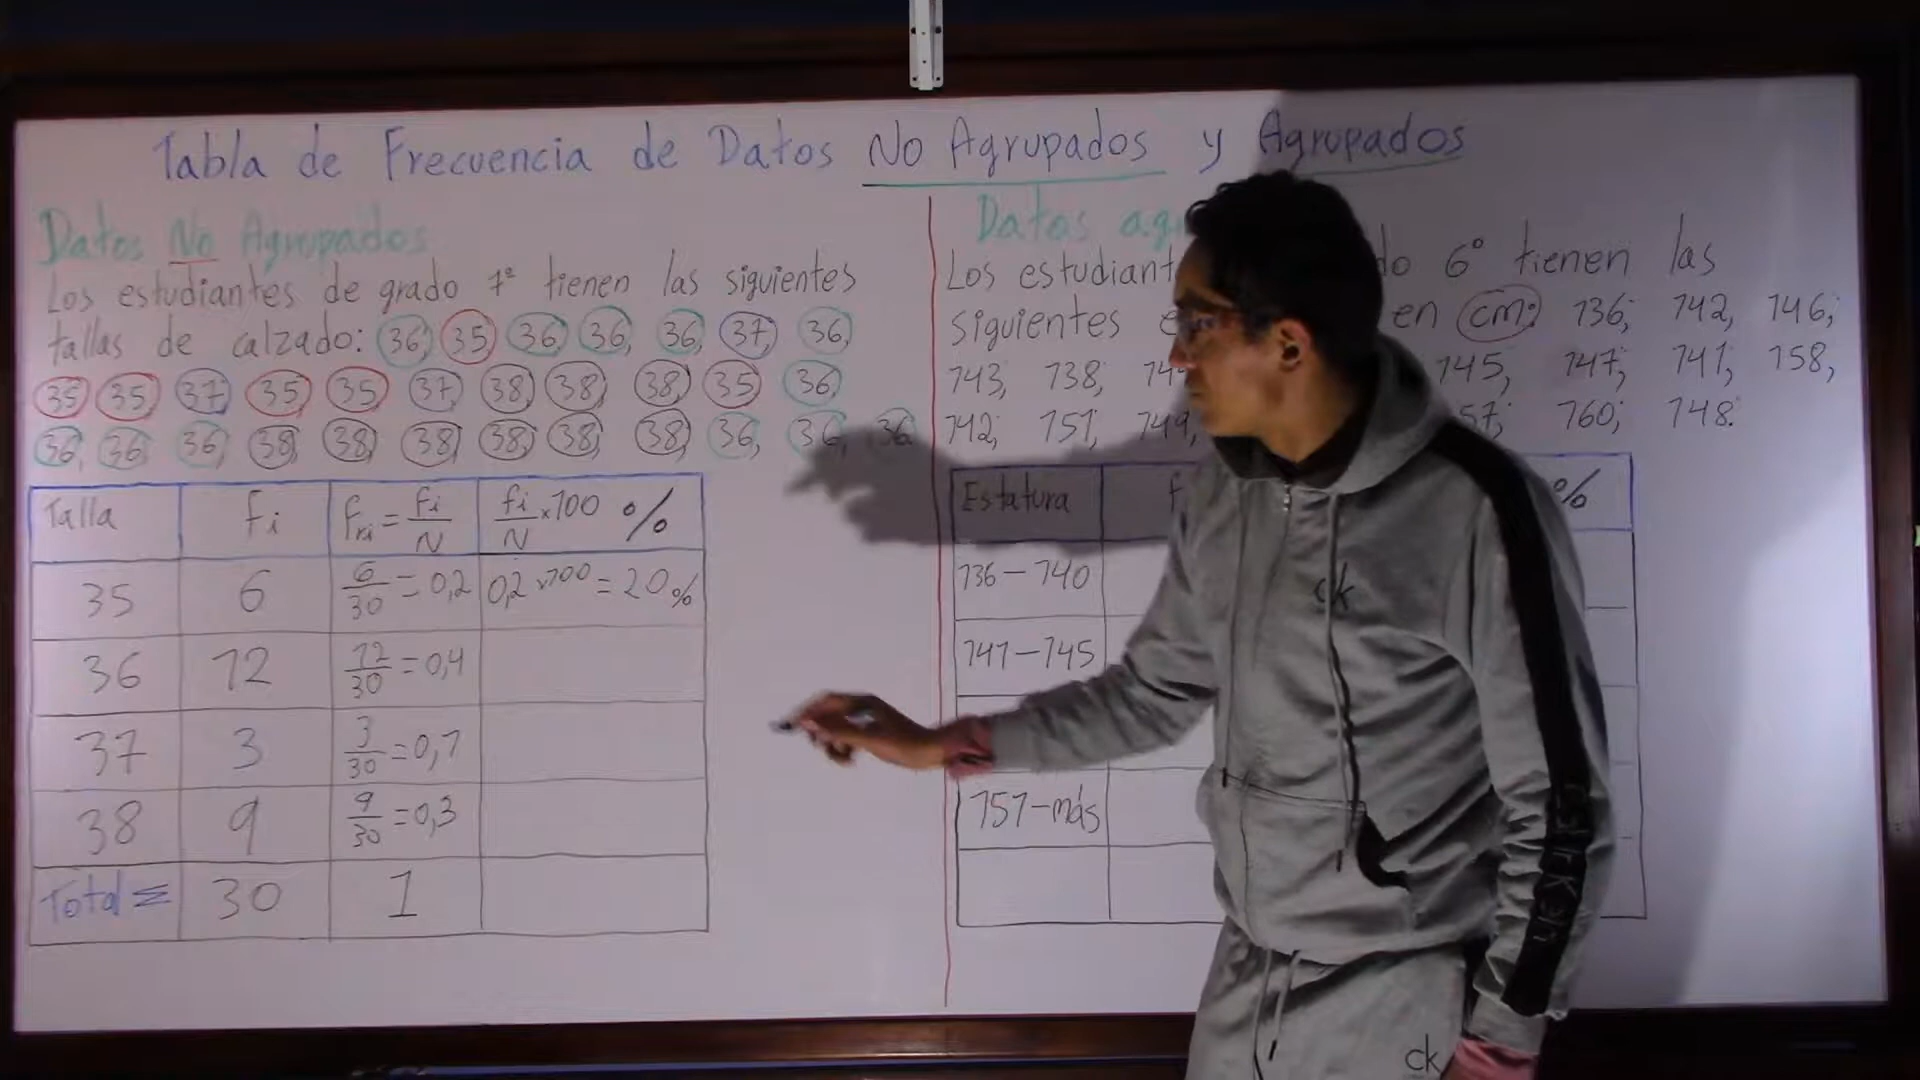 Tabla de Frecuencia de Datos No Agrupados y Agrupados
Datos No Agrupados
Los estudiantes de grado 7º tienen las siguientes
tallas de calzado: 36, 35, 36, 36, 36, 37, 36,
35, 35, 37, 35, 35, 37, 38, 38, 38, 35, 36,
36, 36, 36, 38, 38, 38, 38, 38, 38, 36, 36, 36
Talla fi fri = fi/N fi/N x100 %
35 6 6/30 = 0,2 0,2 x100 = 20%
36 12 12/30 = 0,4
37 3 3/30 = 0,1
38 9 9/30 = 0,3
Total Σ 30 1
Datos
Los 6º tienen las
siguientes en cm: 136; 142, 146;
143, 138; 145, 147; 141; 158,
142; 151, 149, 160; 148.
Estatura %
136-140
141-145
151-más
ck
ck